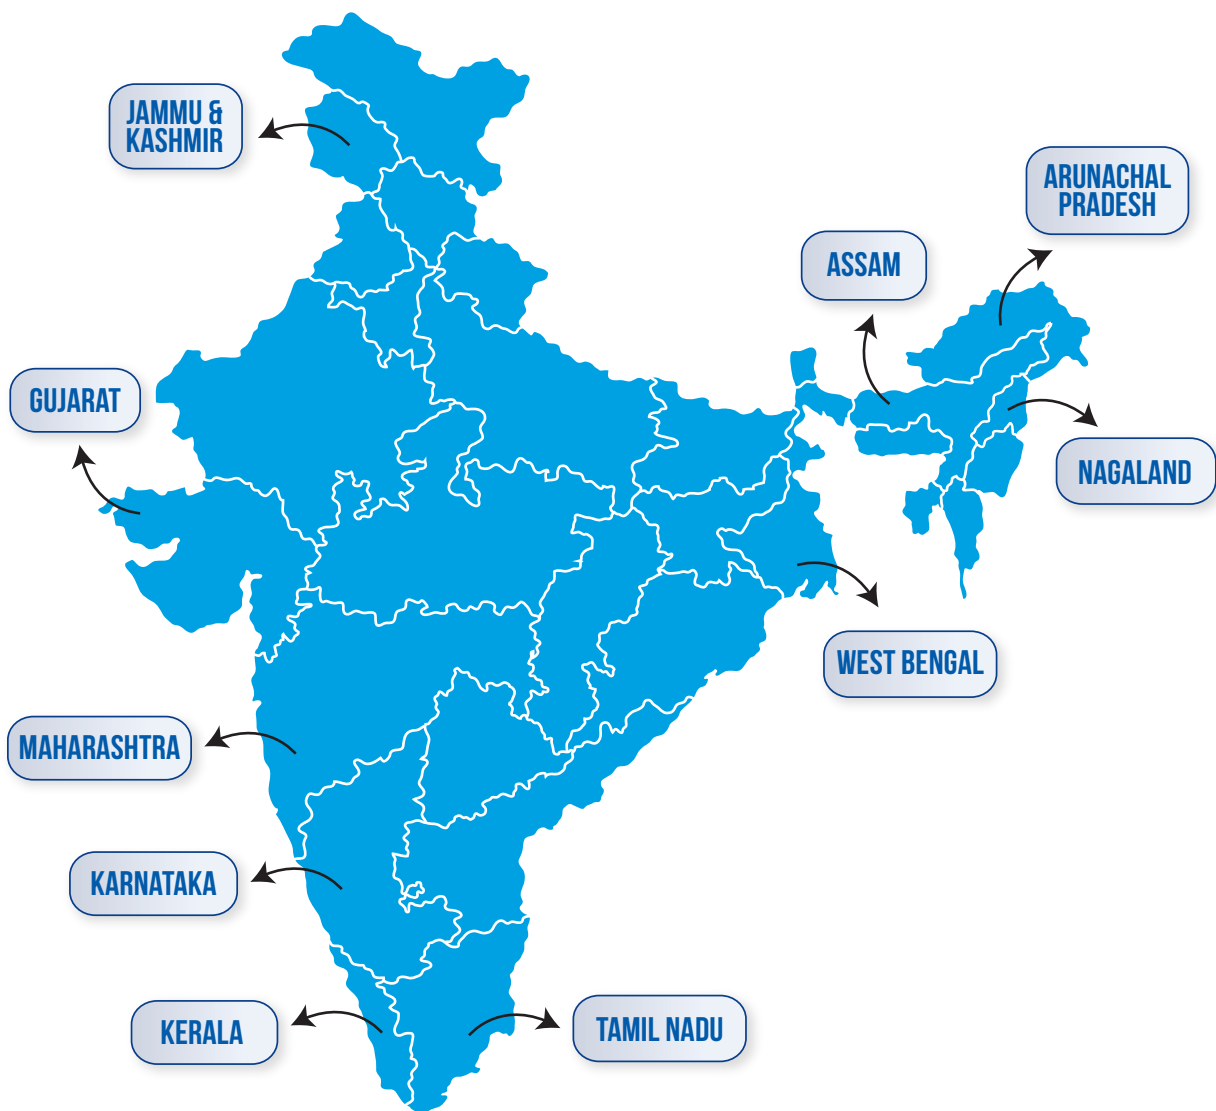 JAMMU &
KASHMIR
ARUNACHAL
PRADESH
ASSAM
GUJARAT
NAGALAND
WEST BENGAL
MAHARASHTRA
KARNATAKA
KERALA
TAMIL NADU